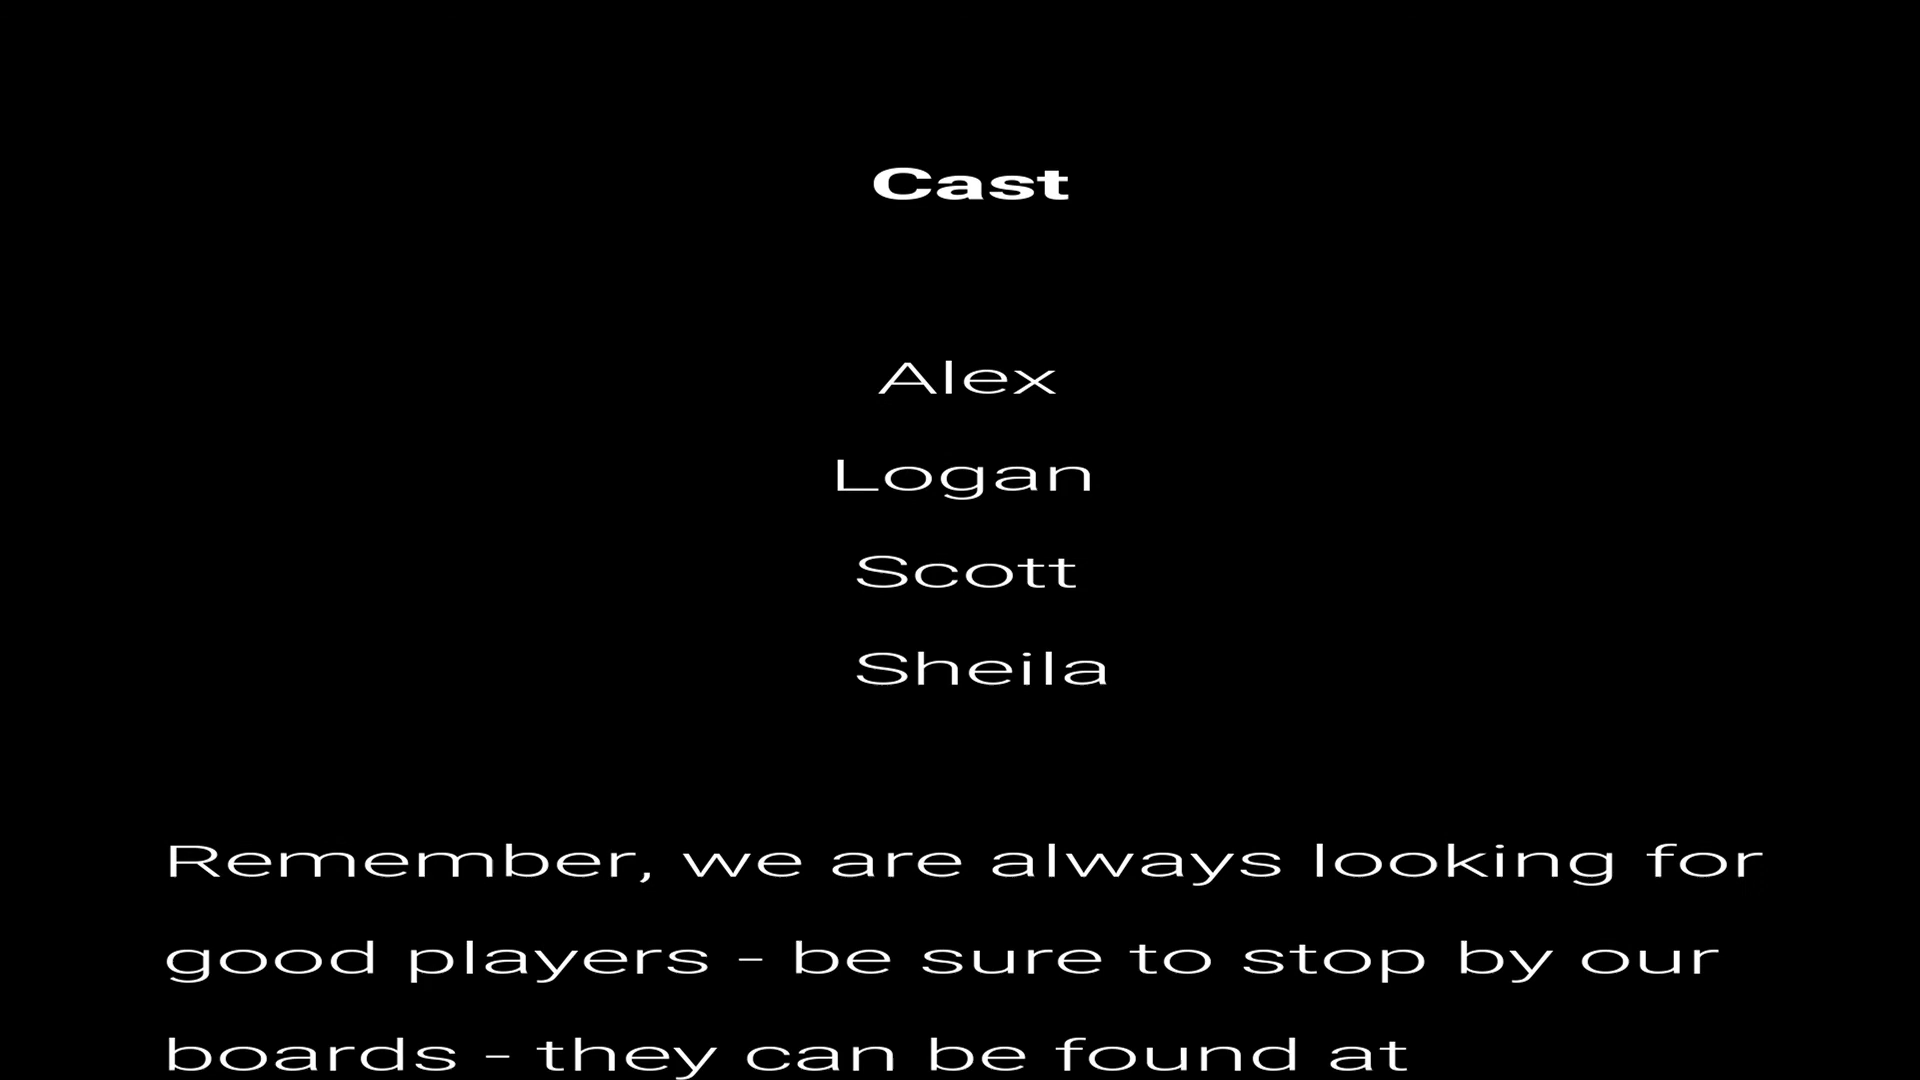 Cast
Alex
Logan
Scott
Sheila
Remember, we are always looking for
good players - be sure to stop by our
boards - they can be found at